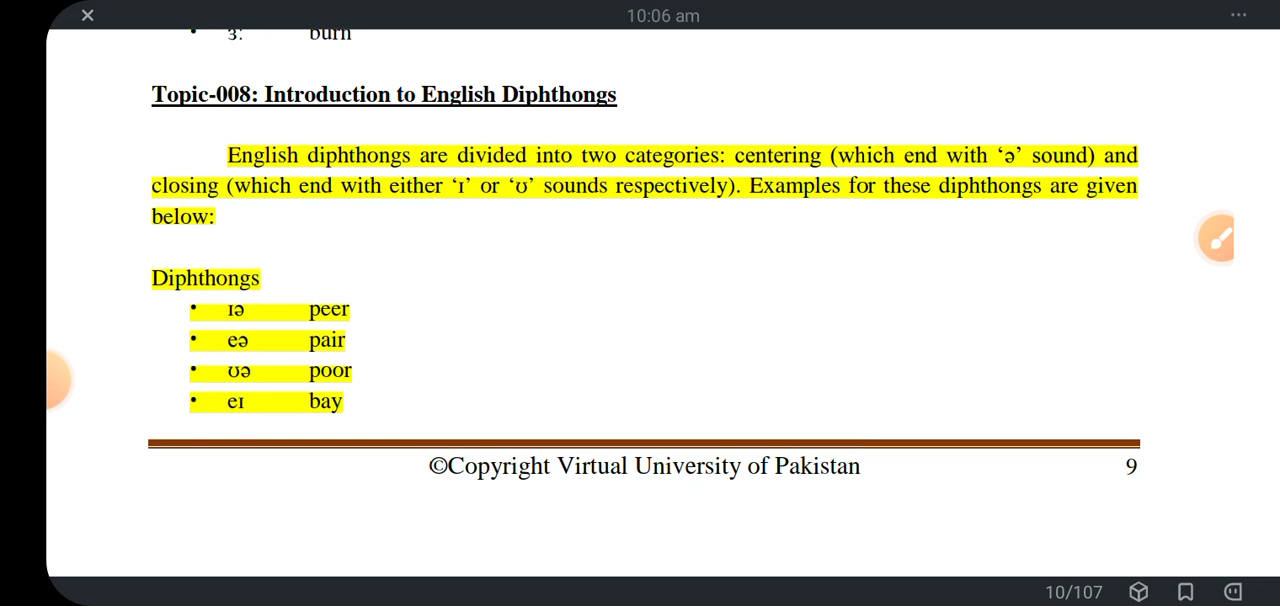 10:06 am
• ɜ: burn
Topic-008: Introduction to English Diphthongs
English diphthongs are divided into two categories: centering (which end with ‘ə’ sound) and
closing (which end with either ‘ɪ’ or ‘ʊ’ sounds respectively). Examples for these diphthongs are given
below:
Diphthongs
• ɪə peer
• eə pair
• ʊə poor
• eɪ bay
©Copyright Virtual University of Pakistan 9
10/107